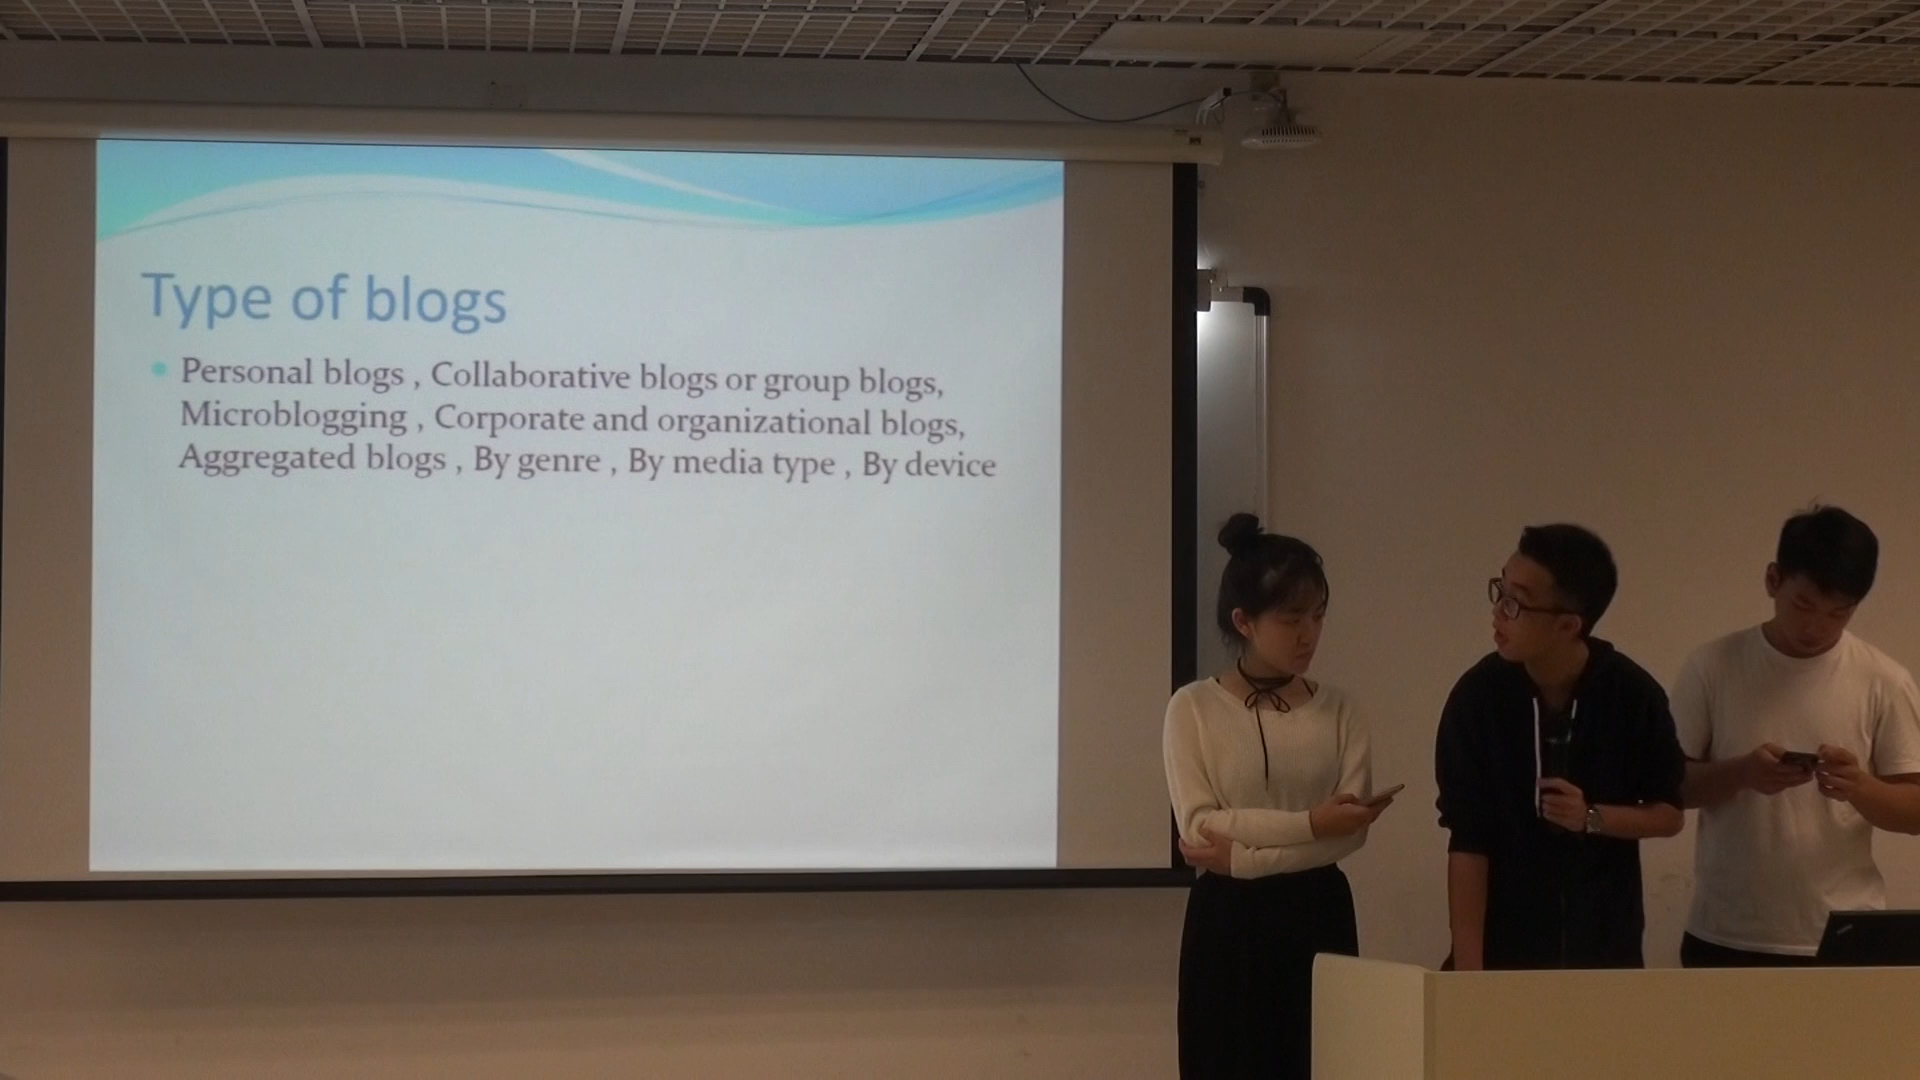 Type of blogs
Personal blogs , Collaborative blogs or group blogs,
Microblogging , Corporate and organizational blogs,
Aggregated blogs , By genre , By media type , By device